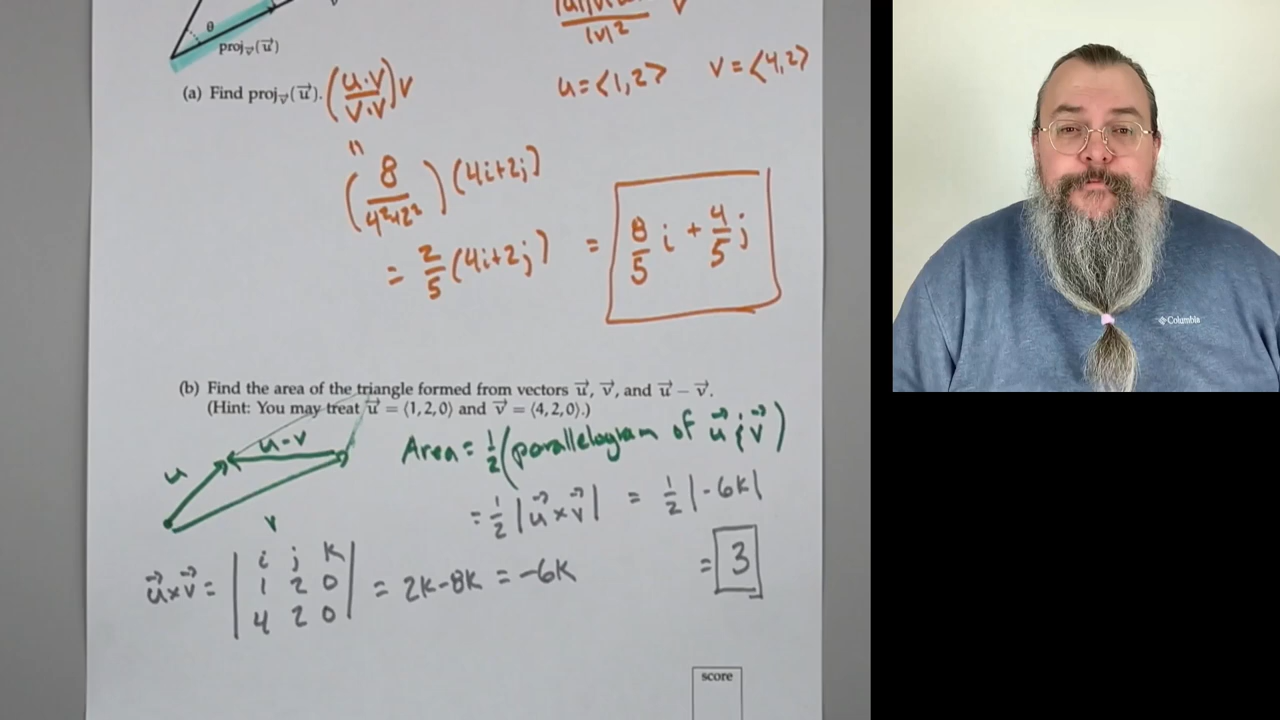 θ
proj_v⃗(u⃗)
|v|²
v
u = ⟨1,2⟩ v = ⟨4,2⟩
(a) Find proj_v⃗(u⃗). (u·v/v·v)v
"
(8/4²+2²)(4i+2j)
= 2/5 (4i+2j) = 8/5 i + 4/5 j
(b) Find the area of the triangle formed from vectors u⃗, v⃗, and u⃗ − v⃗.
(Hint: You may treat u⃗ = ⟨1, 2, 0⟩ and v⃗ = ⟨4, 2, 0⟩.)
u u-v v
Area = 1/2 (parallelogram of u⃗ & v⃗)
= 1/2 |u⃗×v⃗| = 1/2 |-6k|
= 3
u⃗×v⃗ = | i j k
1 2 0
4 2 0 | = 2k-8k = -6k
score
Columbia